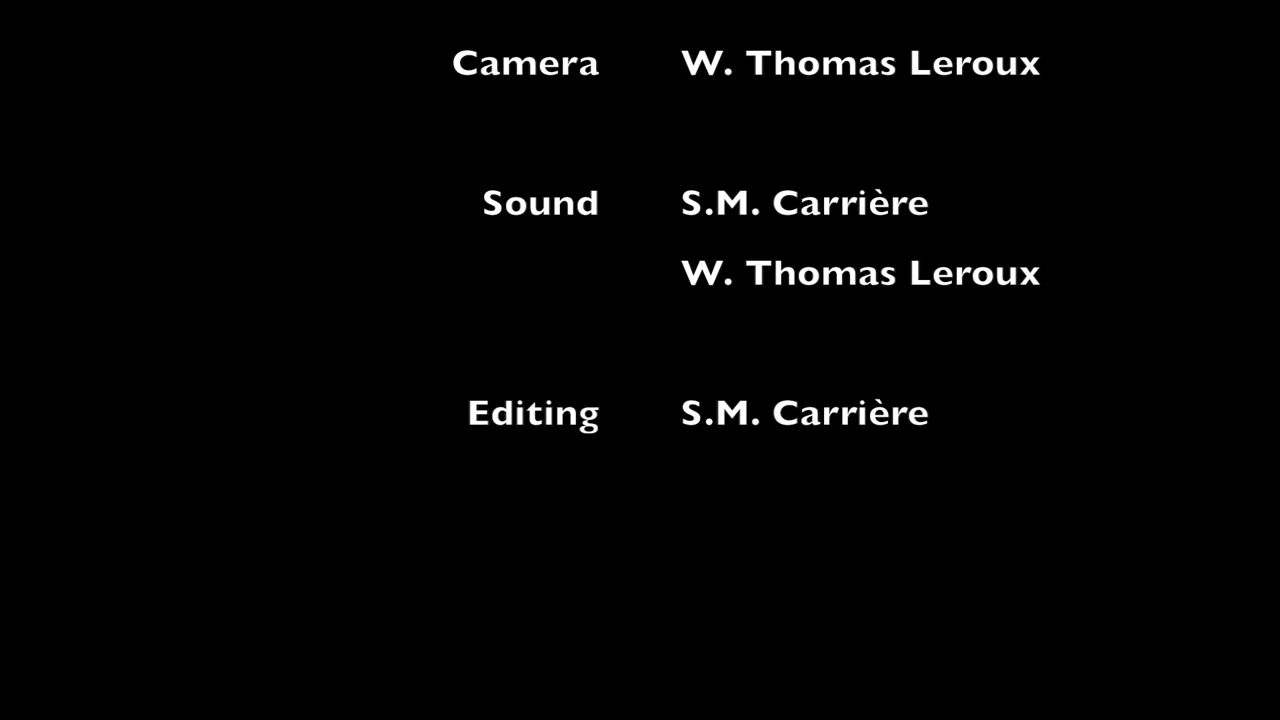 Camera W. Thomas Leroux
Sound S.M. Carrière
W. Thomas Leroux
Editing S.M. Carrière